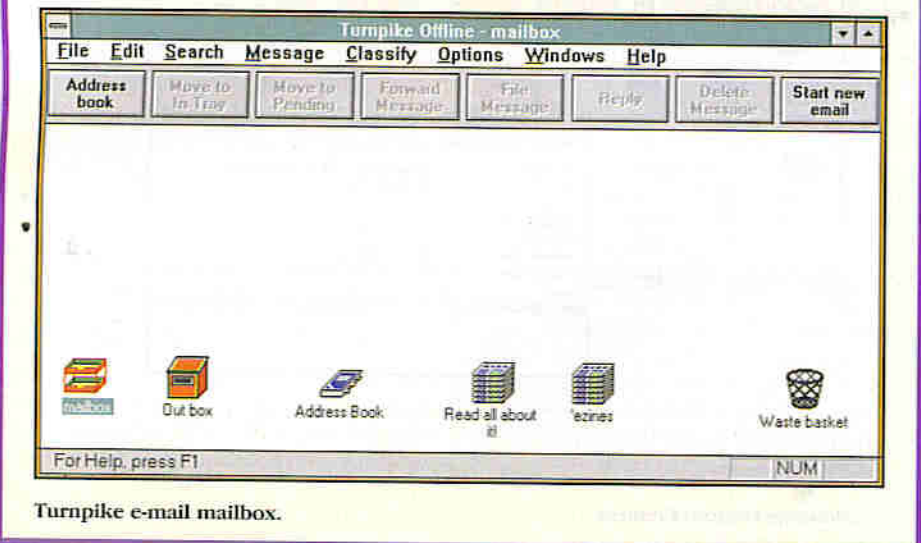 Turnpike Offline - mailbox
File Edit Search Message Classify Options Windows Help
Address book
Move to In Tray
Move to Pending
Forward Message
File Message
Reply
Delete Message
Start new email
mailbox
Out box
Address Book
Read all about it!
'ezines
Waste basket
For Help, press F1
NUM
Turnpike e-mail mailbox.